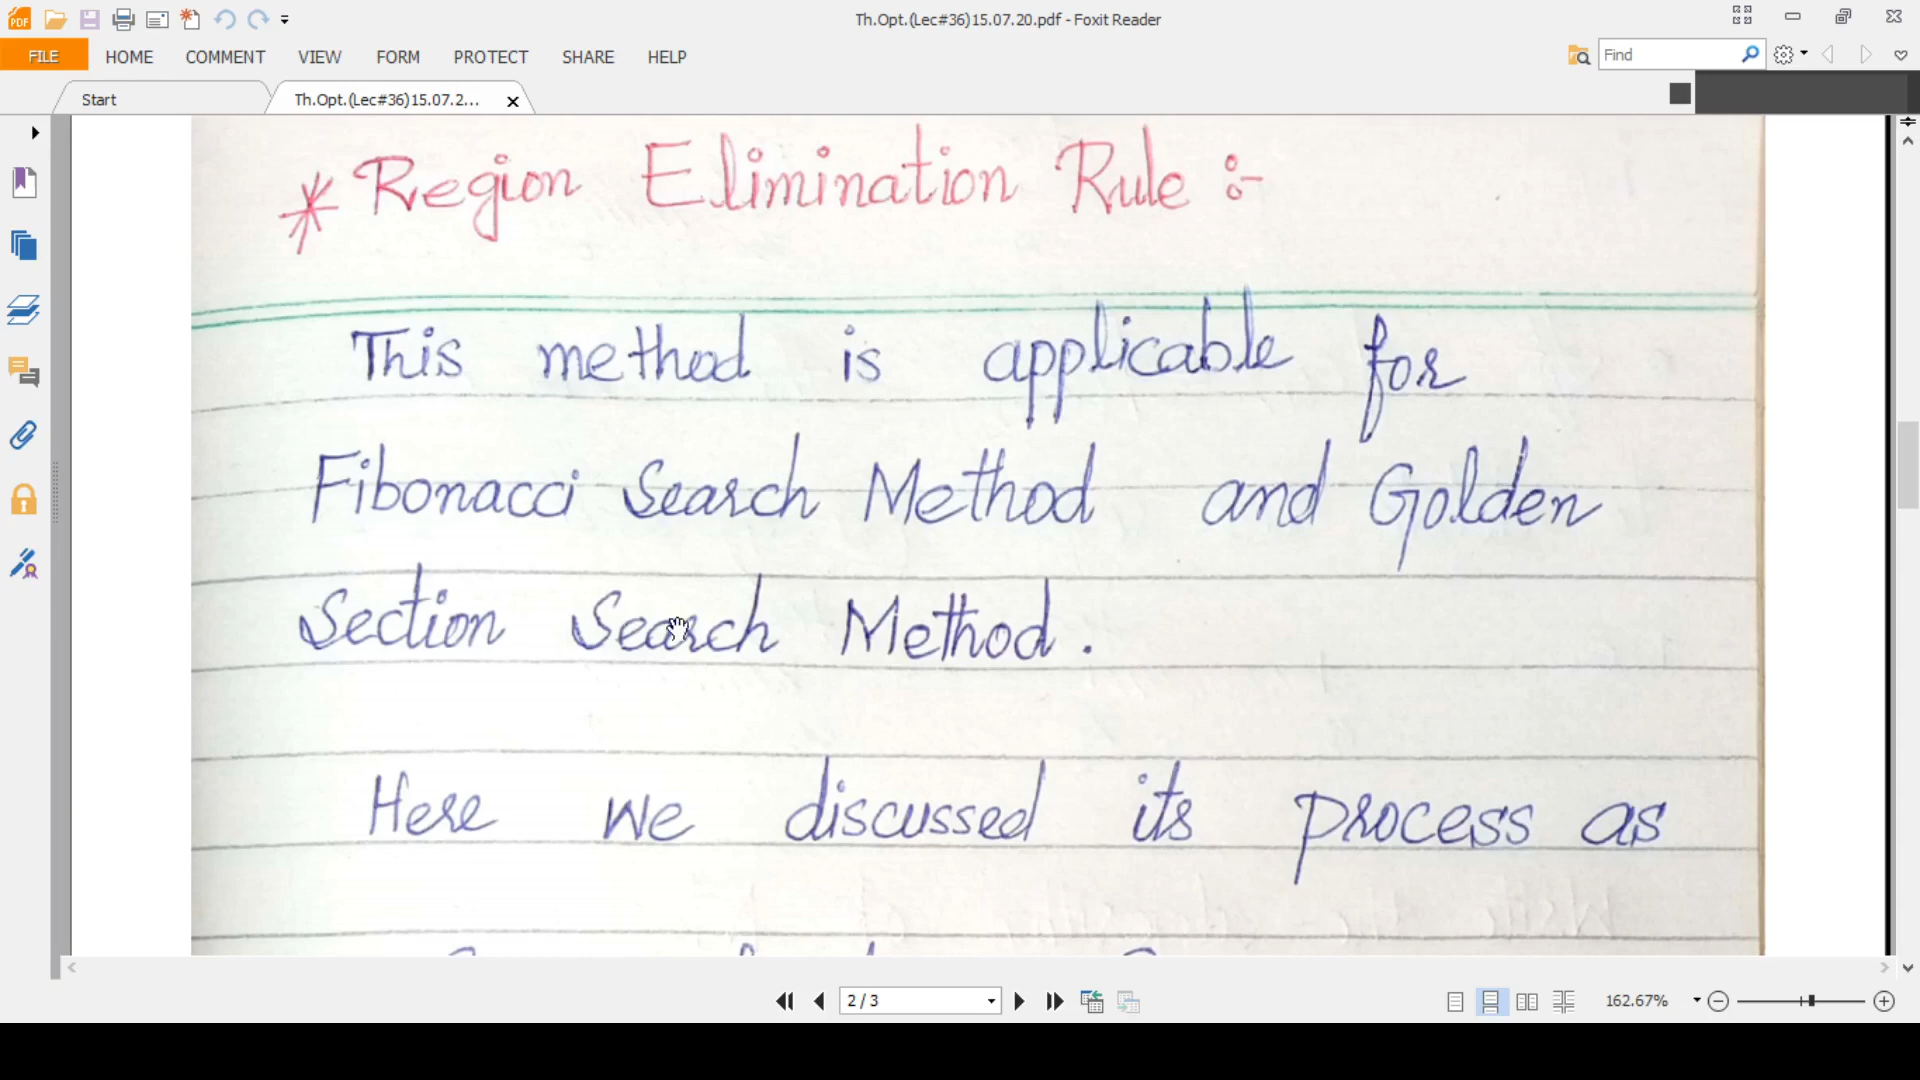 Th.Opt.(Lec#36)15.07.20.pdf - Foxit Reader
FILE HOME COMMENT VIEW FORM PROTECT SHARE HELP Find
Start Th.Opt.(Lec#36)15.07.2...
* Region Elimination Rule :-
This method is applicable for
Fibonacci Search Method and Golden
Section Search Method.
Here we discussed its process as
2 / 3 162.67%